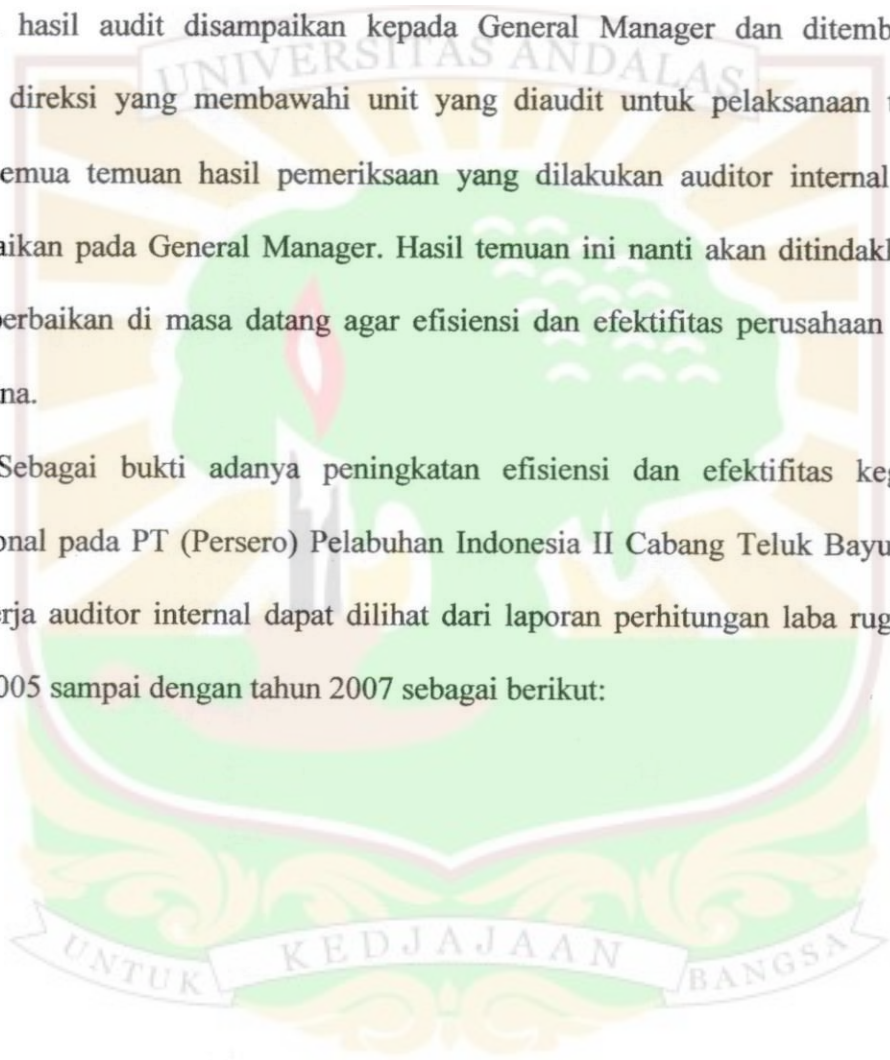 hasil audit disampaikan kepada General Manager dan ditemb
UNIVERSITAS ANDALAS
direksi yang membawahi unit yang diaudit untuk pelaksanaan t
emua temuan hasil pemeriksaan yang dilakukan auditor internal
aikan pada General Manager. Hasil temuan ini nanti akan ditindakl
perbaikan di masa datang agar efisiensi dan efektifitas perusahaan
na.
Sebagai bukti adanya peningkatan efisiensi dan efektifitas keg
onal pada PT (Persero) Pelabuhan Indonesia II Cabang Teluk Bayu
rja auditor internal dapat dilihat dari laporan perhitungan laba rug
005 sampai dengan tahun 2007 sebagai berikut:
UNTUK KEDJAJAAN BANGSA